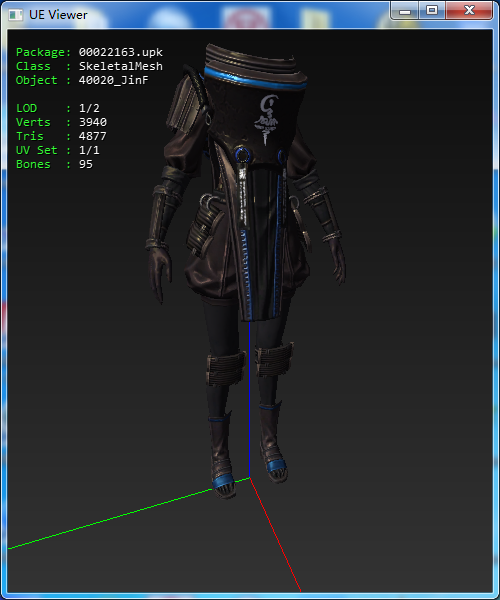 UE Viewer
Package: 00022163.upk
Class  : SkeletalMesh
Object : 40020_JinF
LOD    : 1/2
Verts  : 3940
Tris   : 4877
UV Set : 1/1
Bones  : 95